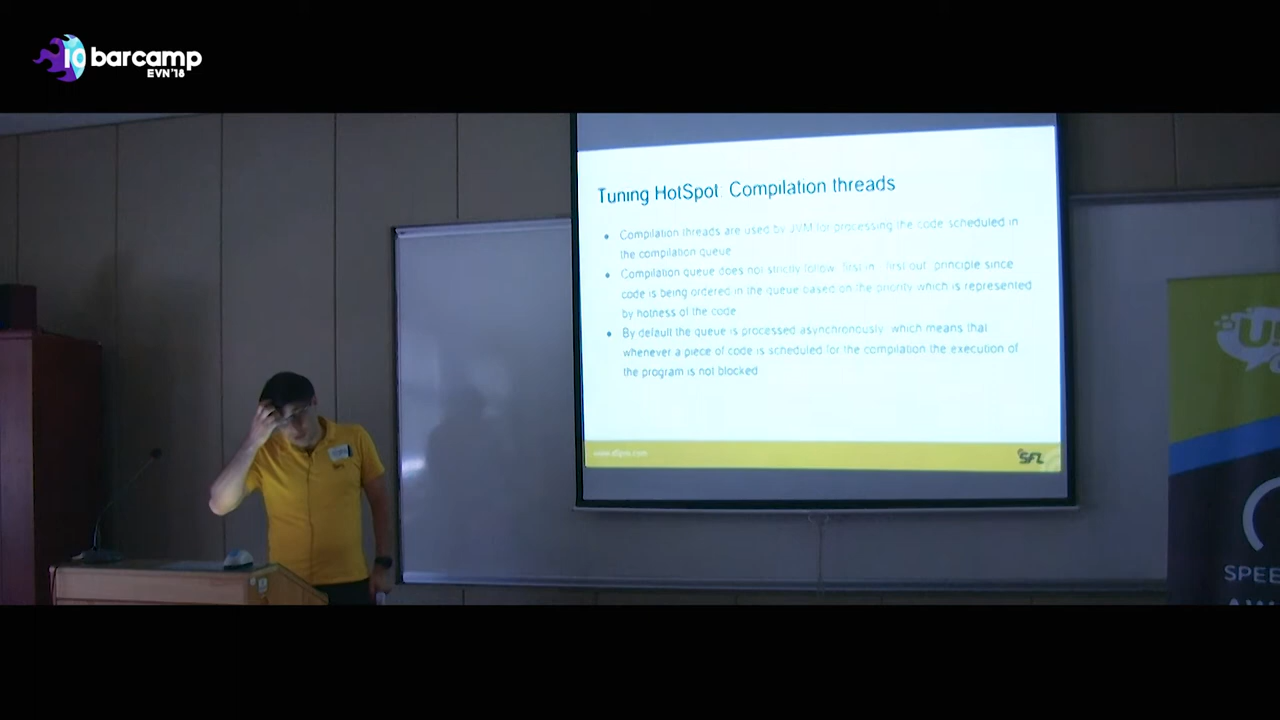 10 barcamp
EVN'18
Tuning HotSpot: Compilation threads
Compilation threads are used by JVM for processing the code scheduled in
the compilation queue
Compilation queue does not strictly follow first in first out principle since
code is being ordered in the queue based on the priority which is represented
by hotness of the code
By default the queue is processed asynchronously, which means that
whenever a piece of code is scheduled for the compilation the execution of
the program is not blocked
SFL
SPEE